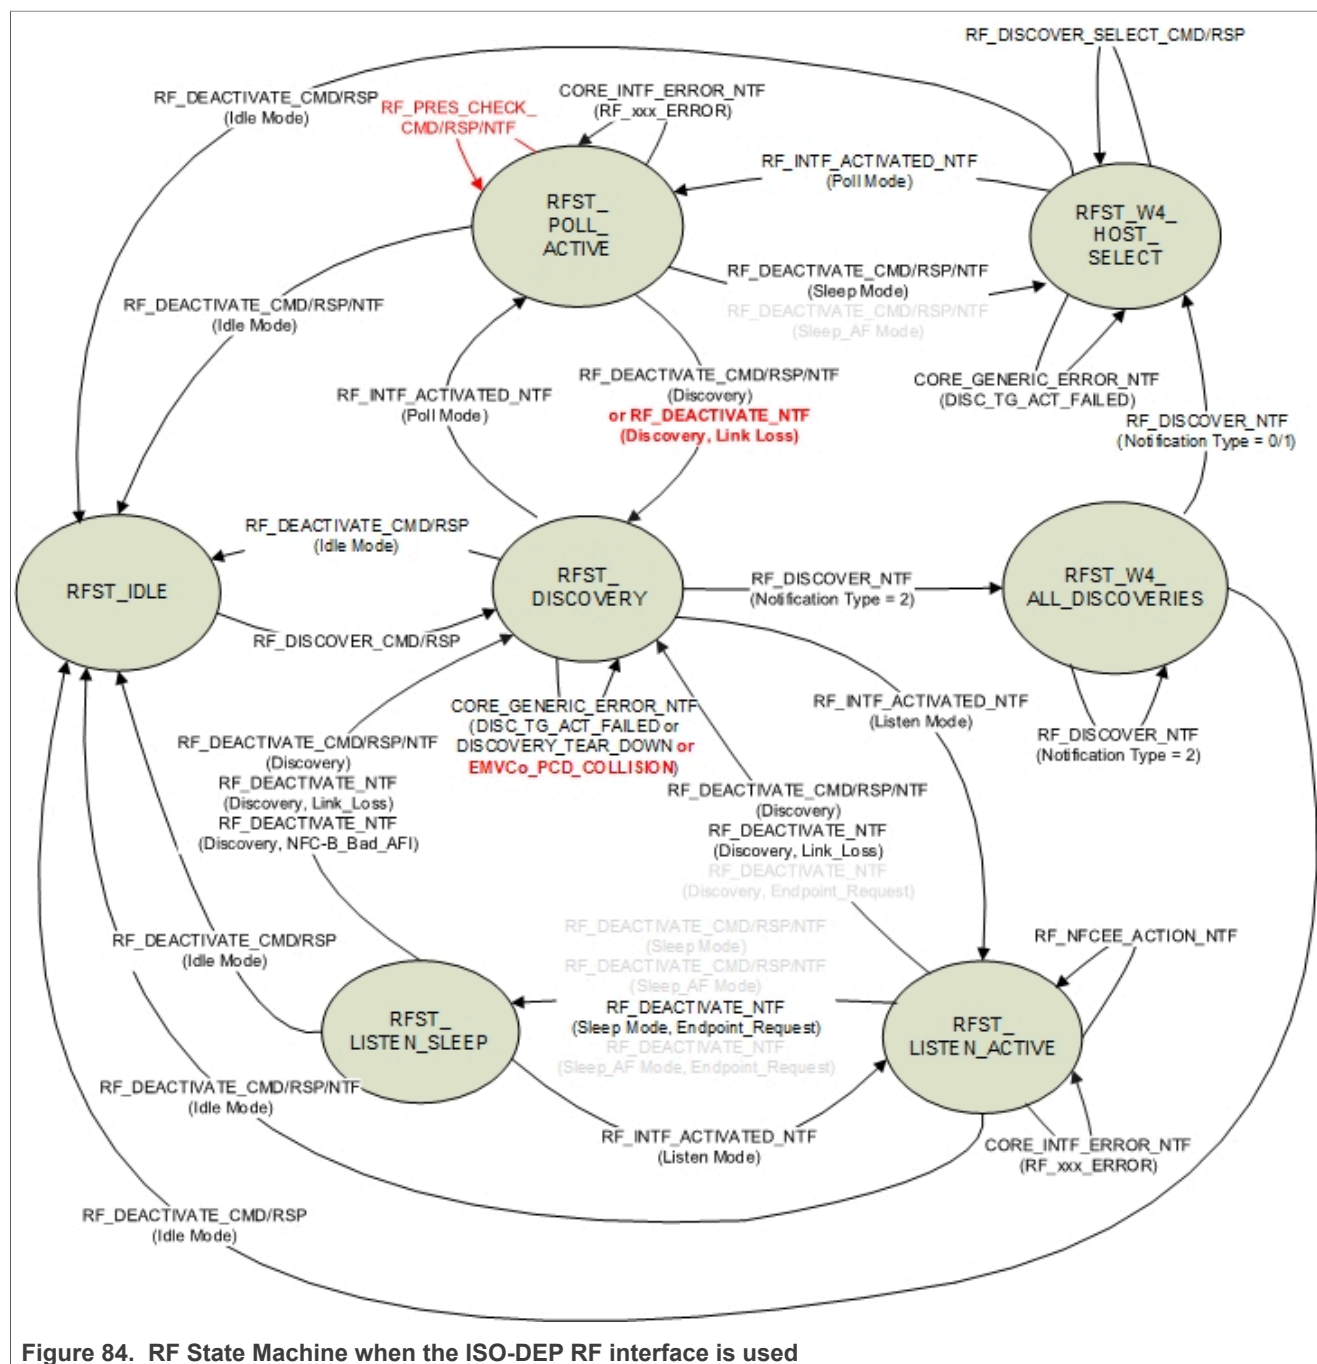 RF_DISCOVER_SELECT_CMD/RSP
RF_DEACTIVATE_CMD/RSP
(Idle Mode)
RF_PRES_CHECK_
CMD/RSP/NTF
CORE_INTF_ERROR_NTF
(RF_xxx_ERROR)
RF_INTF_ACTIVATED_NTF
(Poll Mode)
RFST_
POLL_
ACTIVE
RFST_W4_
HOST_
SELECT
RF_DEACTIVATE_CMD/RSP/NTF
(Sleep Mode)
RF_DEACTIVATE_CMD/RSP/NTF
(Sleep_AF Mode)
RF_DEACTIVATE_CMD/RSP/NTF
(Idle Mode)
RF_INTF_ACTIVATED_NTF
(Poll Mode)
RF_DEACTIVATE_CMD/RSP/NTF
(Discovery)
or RF_DEACTIVATE_NTF
(Discovery, Link Loss)
CORE_GENERIC_ERROR_NTF
(DISC_TG_ACT_FAILED)
RF_DISCOVER_NTF
(Notification Type = 0/1)
RF_DEACTIVATE_CMD/RSP
(Idle Mode)
RFST_IDLE
RFST_
DISCOVERY
RF_DISCOVER_NTF
(Notification Type = 2)
RFST_W4_
ALL_DISCOVERIES
RF_DISCOVER_CMD/RSP
CORE_GENERIC_ERROR_NTF
(DISC_TG_ACT_FAILED or
DISCOVERY_TEAR_DOWN or
EMVCo_PCD_COLLISION)
RF_INTF_ACTIVATED_NTF
(Listen Mode)
RF_DISCOVER_NTF
(Notification Type = 2)
RF_DEACTIVATE_CMD/RSP/NTF
(Discovery)
RF_DEACTIVATE_NTF
(Discovery, Link_Loss)
RF_DEACTIVATE_NTF
(Discovery, NFC-B_Bad_AFI)
RF_DEACTIVATE_CMD/RSP/NTF
(Discovery)
RF_DEACTIVATE_NTF
(Discovery, Link_Loss)
RF_DEACTIVATE_NTF
(Discovery, Endpoint_Request)
RF_DEACTIVATE_CMD/RSP
(Idle Mode)
RF_DEACTIVATE_CMD/RSP/NTF
(Sleep Mode)
RF_DEACTIVATE_CMD/RSP/NTF
(Sleep_AF Mode)
RF_DEACTIVATE_NTF
(Sleep Mode, Endpoint_Request)
RF_DEACTIVATE_NTF
(Sleep_AF Mode, Endpoint_Request)
RF_NFCEE_ACTION_NTF
RFST_
LISTEN_SLEEP
RFST_
LISTEN_ACTIVE
RF_DEACTIVATE_CMD/RSP/NTF
(Idle Mode)
RF_INTF_ACTIVATED_NTF
(Listen Mode)
CORE_INTF_ERROR_NTF
(RF_xxx_ERROR)
RF_DEACTIVATE_CMD/RSP
(Idle Mode)
Figure 84. RF State Machine when the ISO-DEP RF interface is used